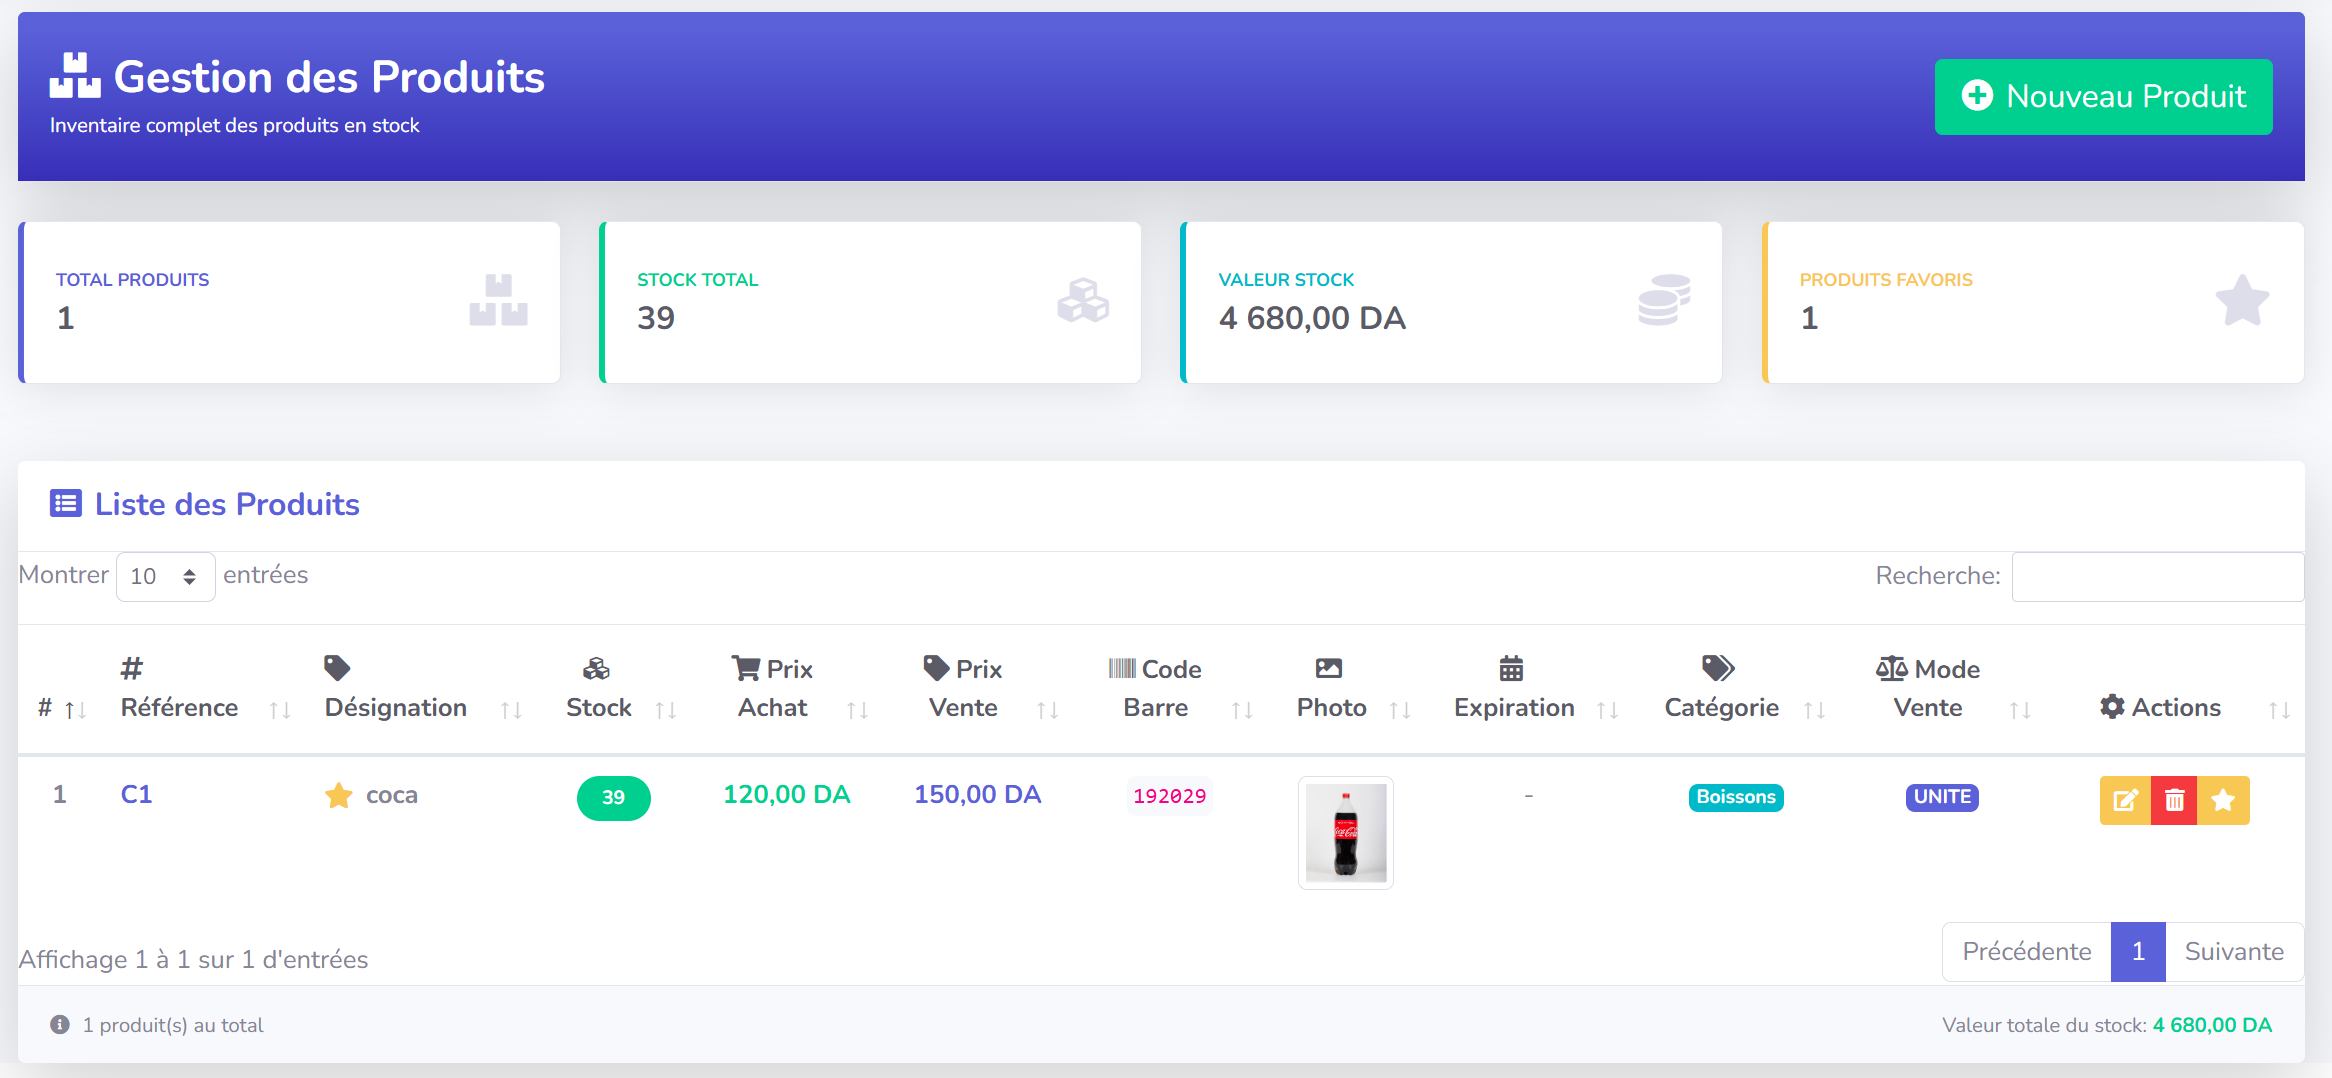 Gestion des Produits
Inventaire complet des produits en stock
Nouveau Produit
TOTAL PRODUITS
1
STOCK TOTAL
39
VALEUR STOCK
4 680,00 DA
PRODUITS FAVORIS
1
Liste des Produits
Montrer 10 entrées
Recherche:
#
Référence
Désignation
Stock
Prix Achat
Prix Vente
Code Barre
Photo
Expiration
Catégorie
Mode Vente
Actions
1 C1 coca 39 120,00 DA 150,00 DA 192029 - Boissons UNITE
Affichage 1 à 1 sur 1 d'entrées
Précédente 1 Suivante
1 produit(s) au total
Valeur totale du stock: 4 680,00 DA